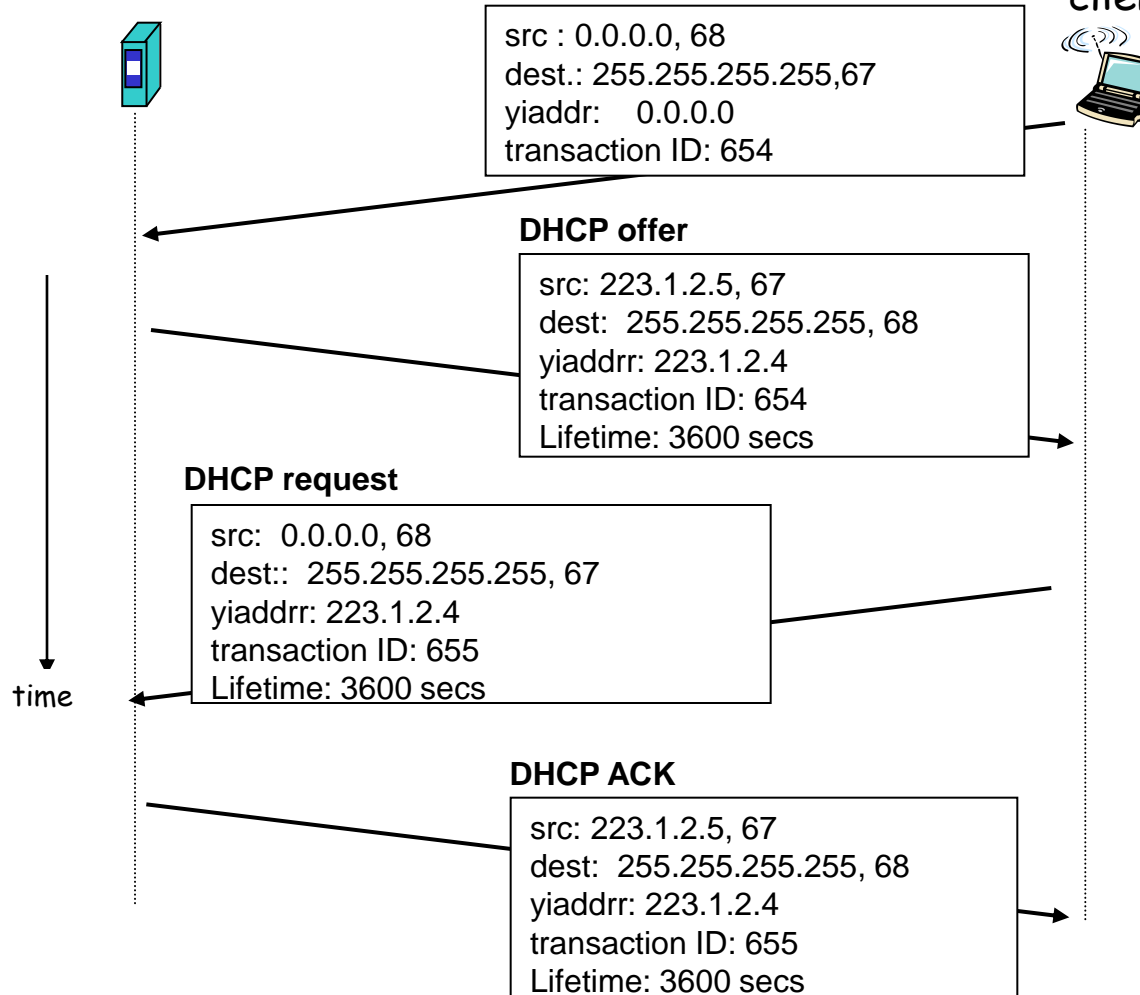 src : 0.0.0.0, 68
dest.: 255.255.255.255,67
yiaddr: 0.0.0.0
transaction ID: 654
DHCP offer
src: 223.1.2.5, 67
dest: 255.255.255.255, 68
yiaddrr: 223.1.2.4
transaction ID: 654
Lifetime: 3600 secs
DHCP request
src: 0.0.0.0, 68
dest:: 255.255.255.255, 67
yiaddrr: 223.1.2.4
transaction ID: 655
Lifetime: 3600 secs
time
DHCP ACK
src: 223.1.2.5, 67
dest: 255.255.255.255, 68
yiaddrr: 223.1.2.4
transaction ID: 655
Lifetime: 3600 secs